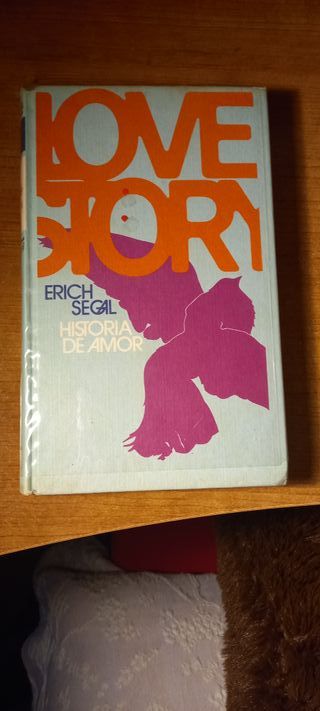 LOVE
STORY
ERICH
SEGAL
HISTORIA
DE AMOR